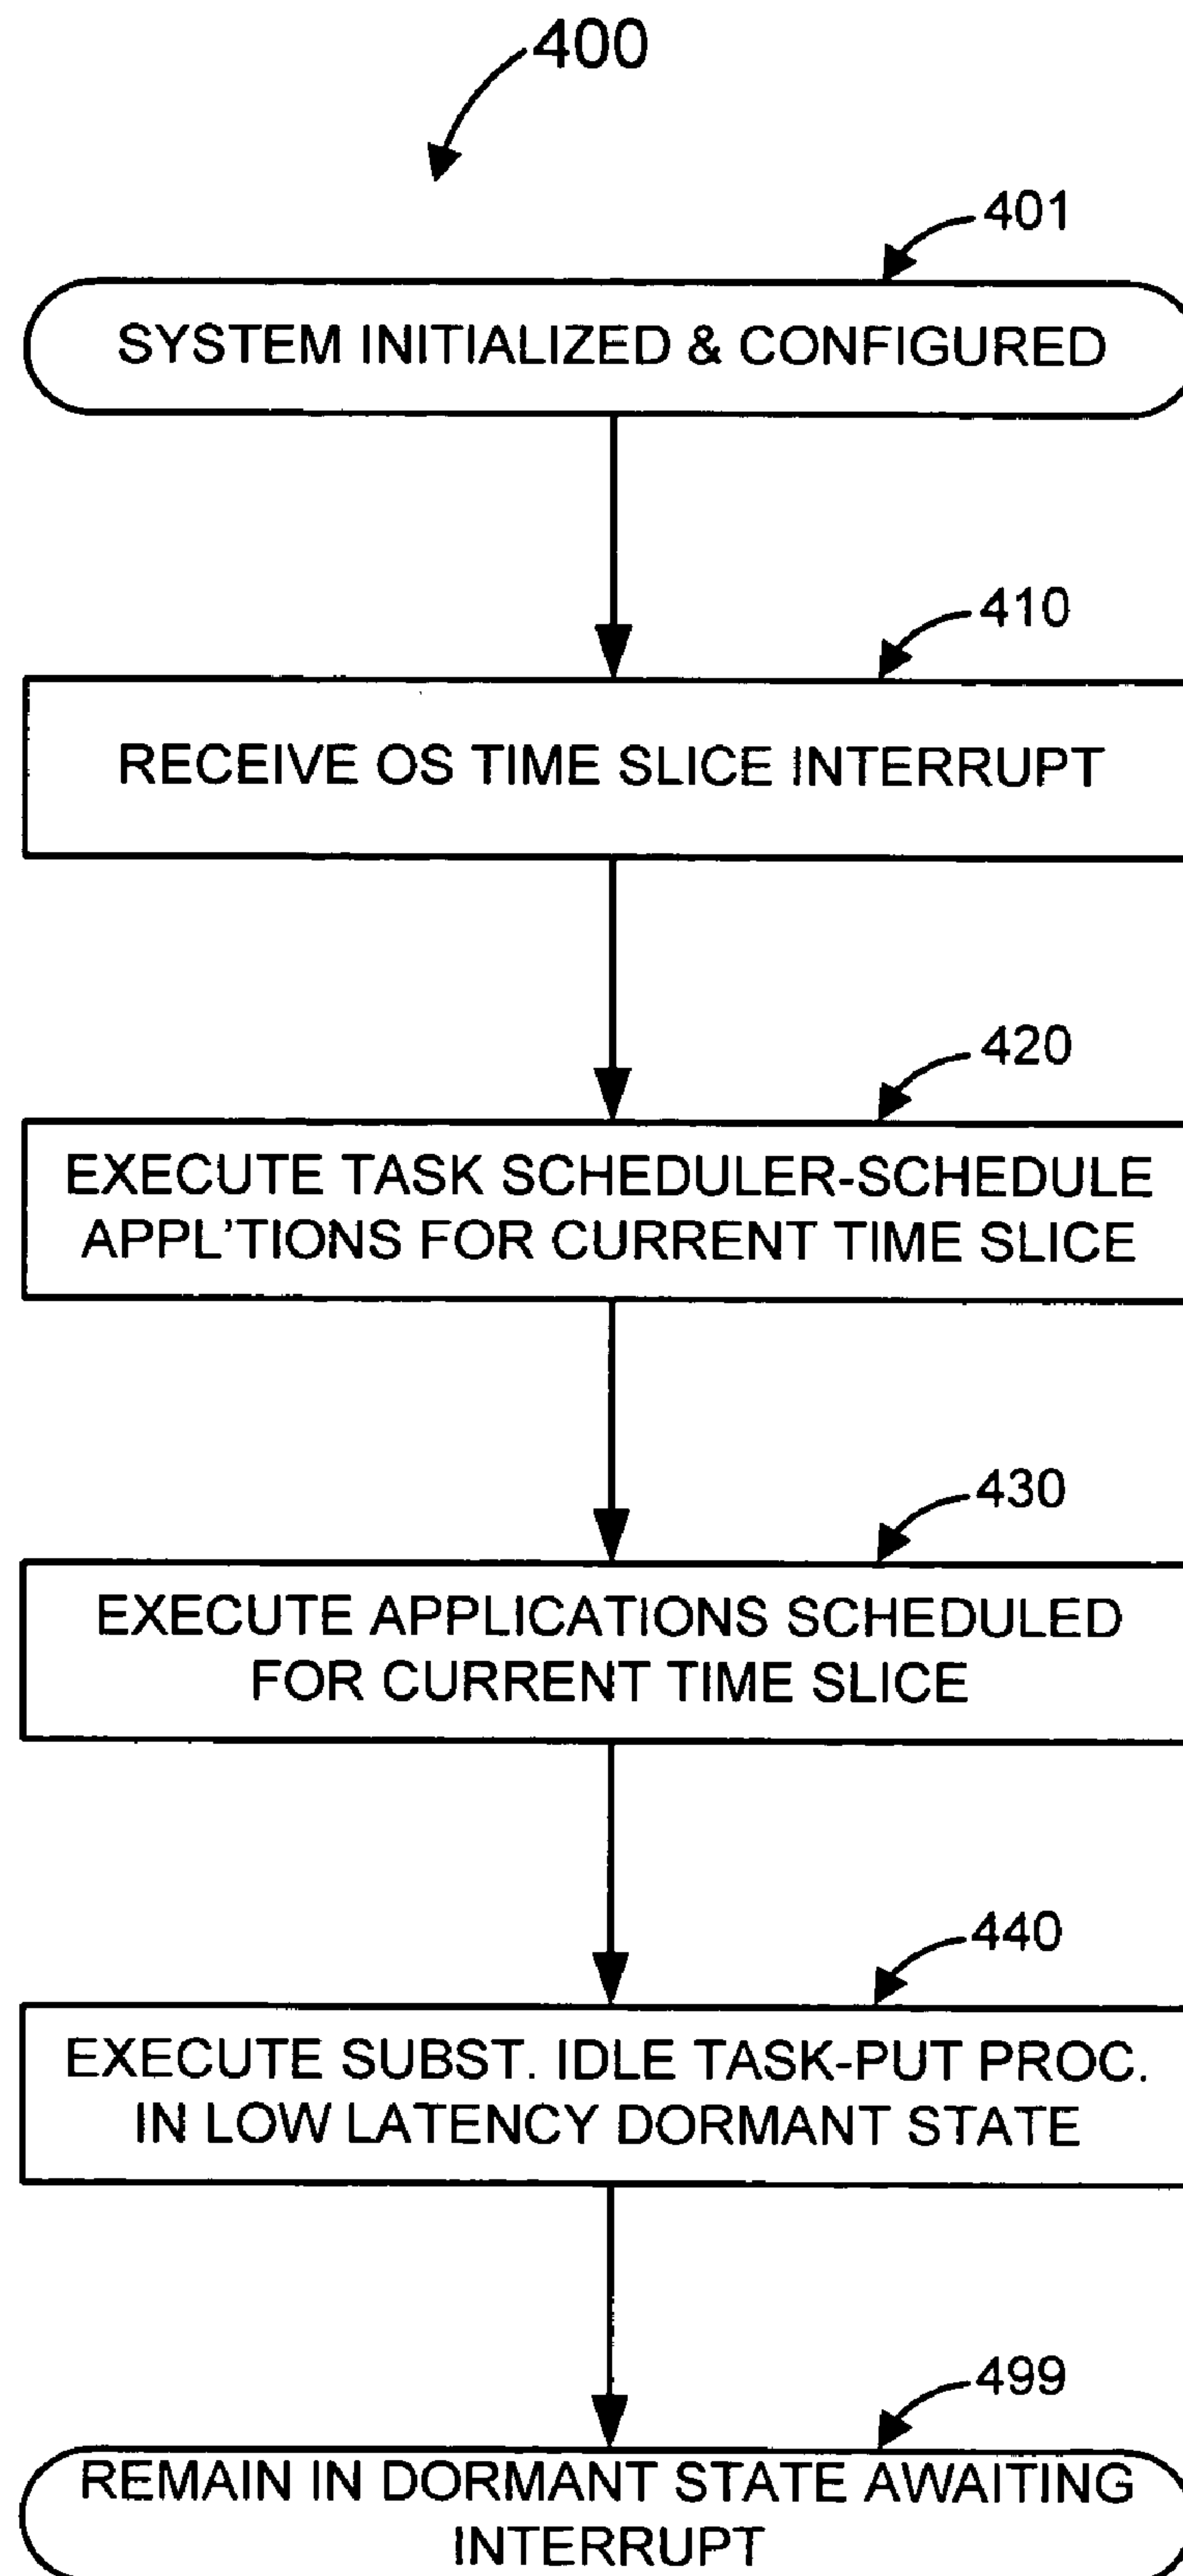 400
401
SYSTEM INITIALIZED & CONFIGURED
410
RECEIVE OS TIME SLICE INTERRUPT
420
EXECUTE TASK SCHEDULER-SCHEDULE
APPL'TIONS FOR CURRENT TIME SLICE
430
EXECUTE APPLICATIONS SCHEDULED
FOR CURRENT TIME SLICE
440
EXECUTE SUBST. IDLE TASK-PUT PROC.
IN LOW LATENCY DORMANT STATE
499
REMAIN IN DORMANT STATE AWAITING
INTERRUPT